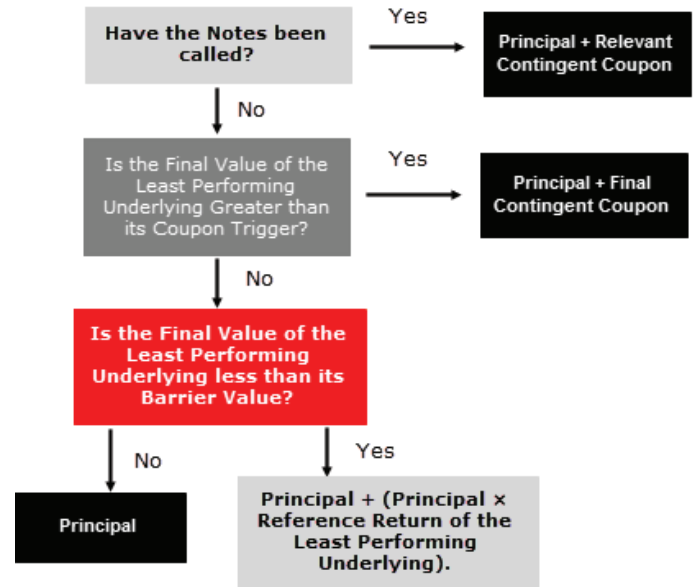 Have the Notes been
called?
Yes
Principal + Relevant
Contingent Coupon
No
Is the Final Value of the
Least Performing
Underlying Greater than
its Coupon Trigger?
Yes
Principal + Final
Contingent Coupon
No
Is the Final Value of the
Least Performing
Underlying less than its
Barrier Value?
No
Yes
Principal
Principal + (Principal ×
Reference Return of the
Least Performing
Underlying).